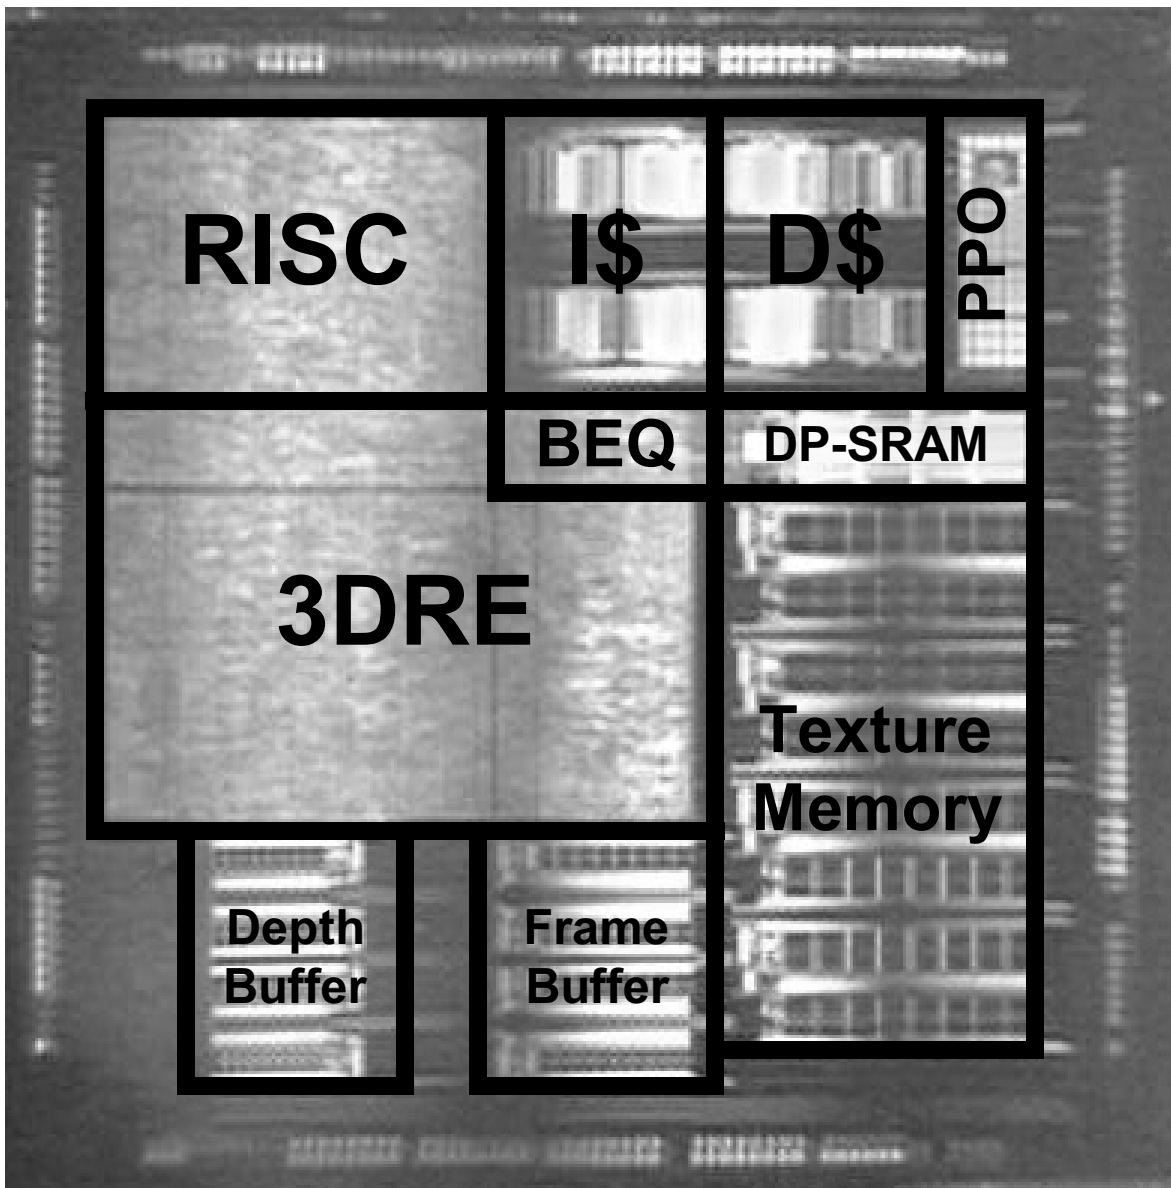 RISC
I$
D$
PPO
BEQ
DP-SRAM
3DRE
Texture
Memory
Depth
Buffer
Frame
Buffer